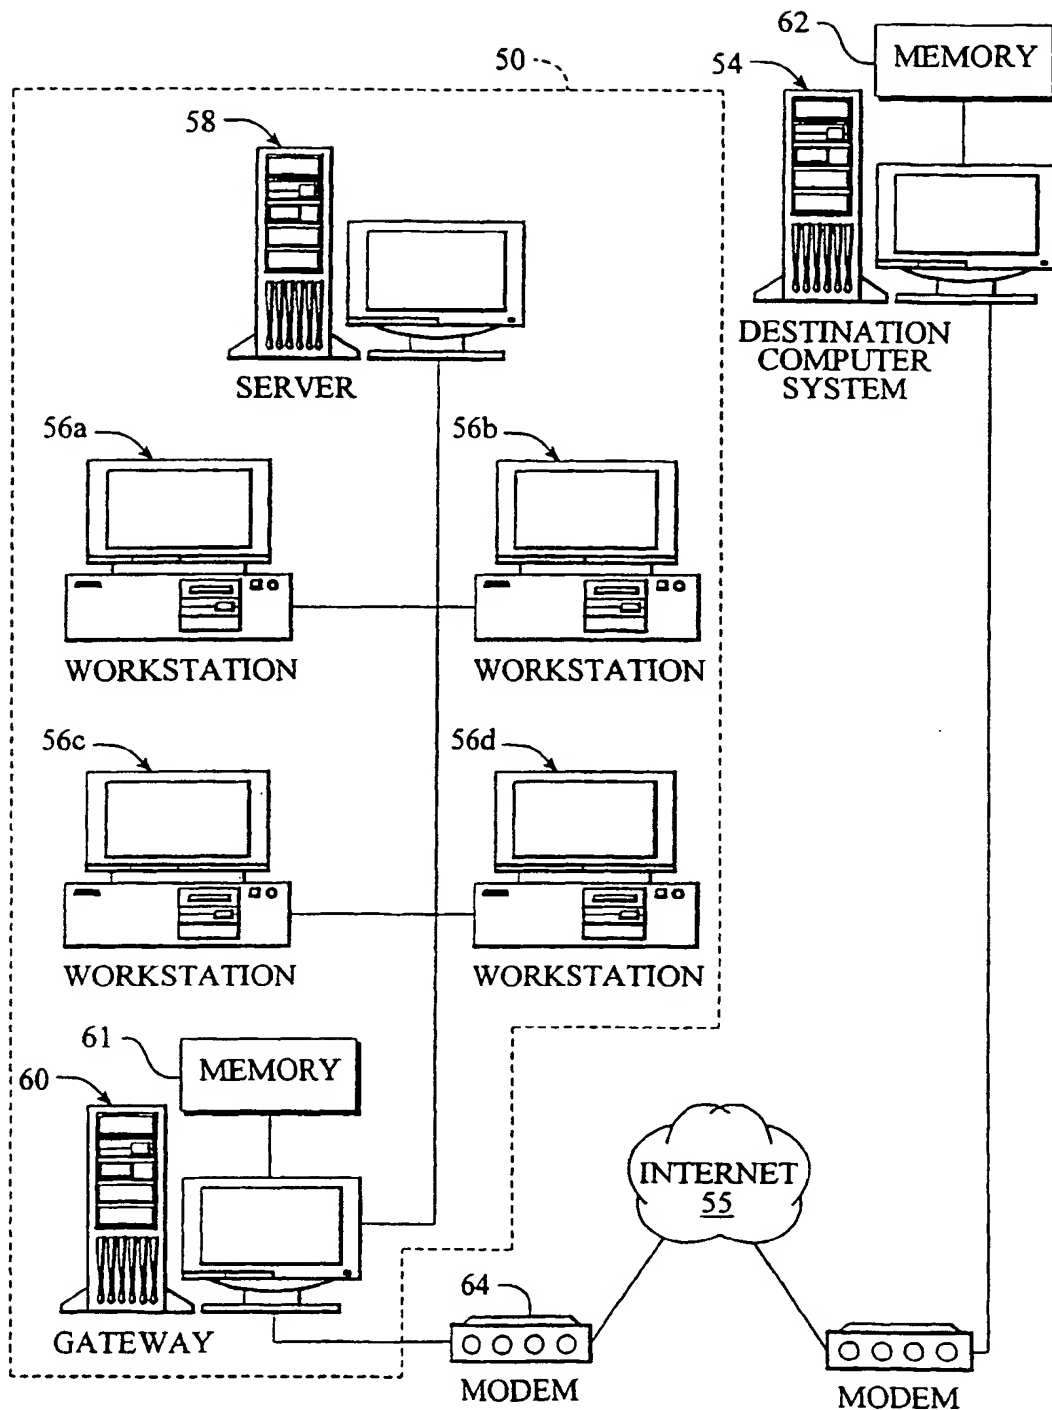 62
MEMORY
50
54
58
DESTINATION
COMPUTER
SYSTEM
SERVER
56a
56b
WORKSTATION
WORKSTATION
56c
56d
WORKSTATION
WORKSTATION
61
MEMORY
60
INTERNET
55
64
GATEWAY
MODEM
MODEM